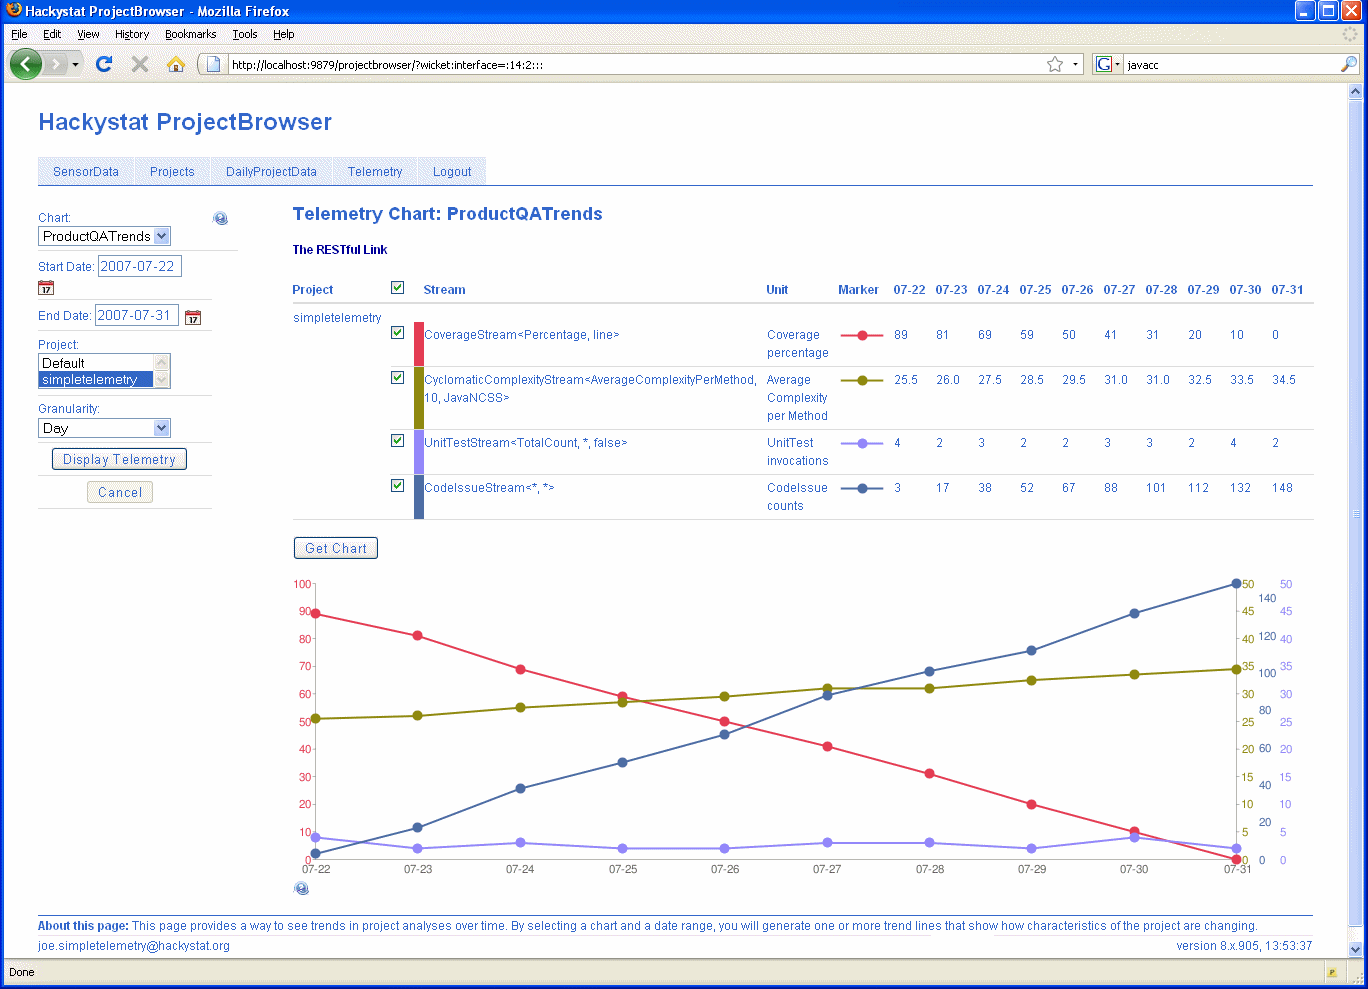 Hackystat ProjectBrowser - Mozilla Firefox
File Edit View History Bookmarks Tools Help
http://localhost:9879/projectbrowser/?wicket:interface=:14:2:::
G javacc
Hackystat ProjectBrowser
SensorData Projects DailyProjectData Telemetry Logout
Chart:
ProductQATrends
Start Date: 2007-07-22
17
End Date: 2007-07-31 17
Project:
Default
simpletelemetry
Granularity:
Day
Display Telemetry
Cancel
Telemetry Chart: ProductQATrends
The RESTful Link
Project Stream Unit Marker 07-22 07-23 07-24 07-25 07-26 07-27 07-28 07-29 07-30 07-31
simpletelemetry
CoverageStream<Percentage, line> Coverage 89 81 69 59 50 41 31 20 10 0
percentage
CyclomaticComplexityStream<AverageComplexityPerMethod, Average 25.5 26.0 27.5 28.5 29.5 31.0 31.0 32.5 33.5 34.5
10, JavaNCSS> Complexity
per Method
UnitTestStream<TotalCount, *, false> UnitTest 4 2 3 2 2 3 3 2 4 2
invocations
CodeIssueStream<*, *> CodeIssue 3 17 38 52 67 88 101 112 132 148
counts
Get Chart
100 50 50
140
90 45 45
80 40 120 40
70 35 35
100
60 30 30
80
50 25 25
40 20 60 20
30 15 15
40
20 10 10
20
10 5 5
0 0 0 0
07-22 07-23 07-24 07-25 07-26 07-27 07-28 07-29 07-30 07-31
About this page: This page provides a way to see trends in project analyses over time. By selecting a chart and a date range, you will generate one or more trend lines that show how characteristics of the project are changing.
joe.simpletelemetry@hackystat.org version 8.x.905, 13:53:37
Done P